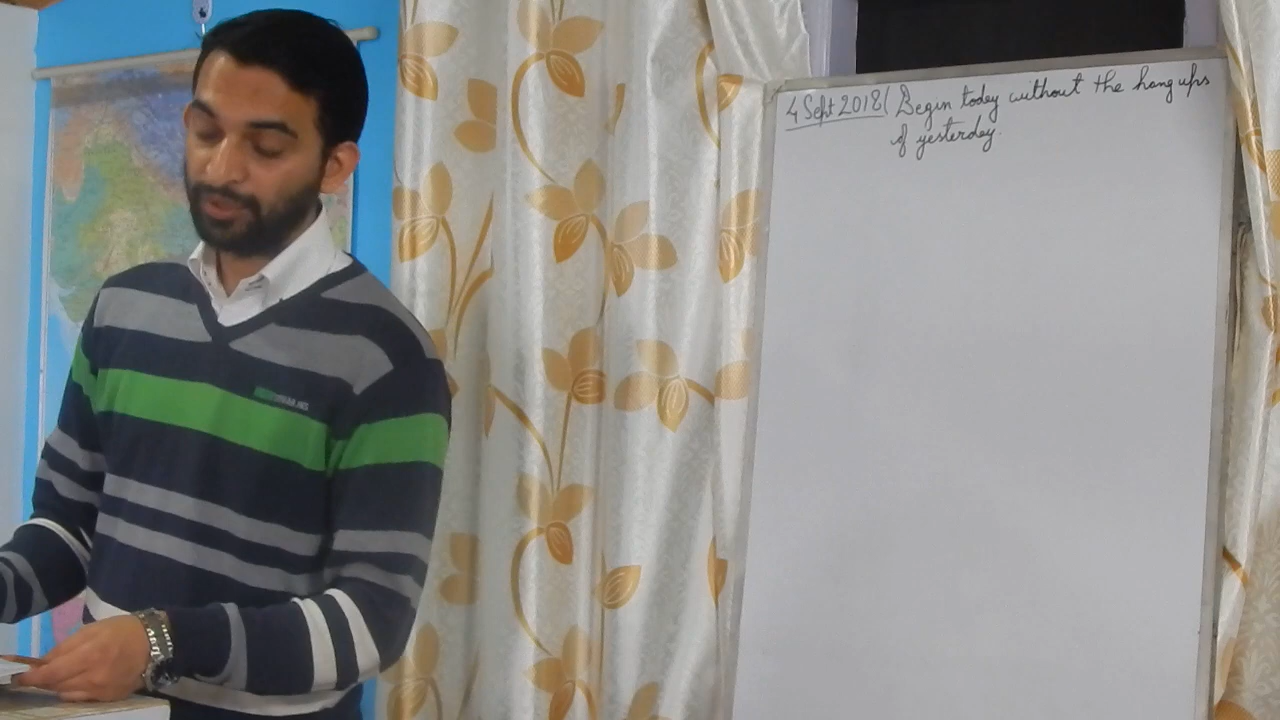 4 Sept 2018( Begin today without the hang ups
of yesterday.